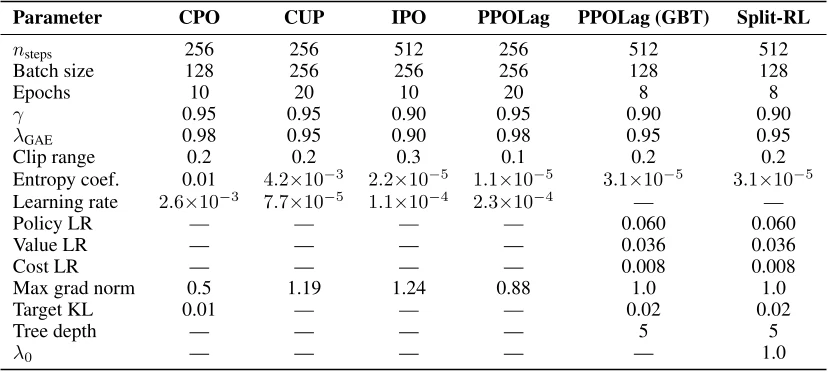 Parameter CPO CUP IPO PPOLag PPOLag (GBT) Split-RL
n_steps 256 256 512 256 512 512
Batch size 128 256 256 256 128 128
Epochs 10 20 10 20 8 8
γ 0.95 0.95 0.90 0.95 0.90 0.90
λ_GAE 0.98 0.95 0.90 0.98 0.95 0.95
Clip range 0.2 0.2 0.3 0.1 0.2 0.2
Entropy coef. 0.01 4.2×10⁻³ 2.2×10⁻⁵ 1.1×10⁻⁵ 3.1×10⁻⁵ 3.1×10⁻⁵
Learning rate 2.6×10⁻³ 7.7×10⁻⁵ 1.1×10⁻⁴ 2.3×10⁻⁴ — —
Policy LR — — — — 0.060 0.060
Value LR — — — — 0.036 0.036
Cost LR — — — — 0.008 0.008
Max grad norm 0.5 1.19 1.24 0.88 1.0 1.0
Target KL 0.01 — — — 0.02 0.02
Tree depth — — — — 5 5
λ₀ — — — — — 1.0